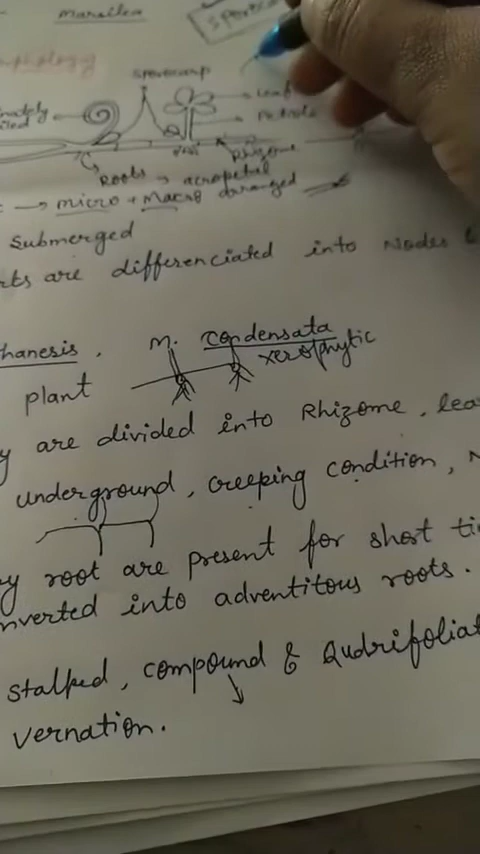 Marsilea
sporocarp
Leaf
Petiole
Rhizome
Roots → acropetal
→ micro + Macro arranged
submerged
are differenciated into Nodes &
M. condensata
xerophytic
plant
are divided into Rhizome, lea
underground, creeping condition, N
root are present for short ti
nverted into adventitous roots.
stalked, compound & Qudrifoliat
vernation.